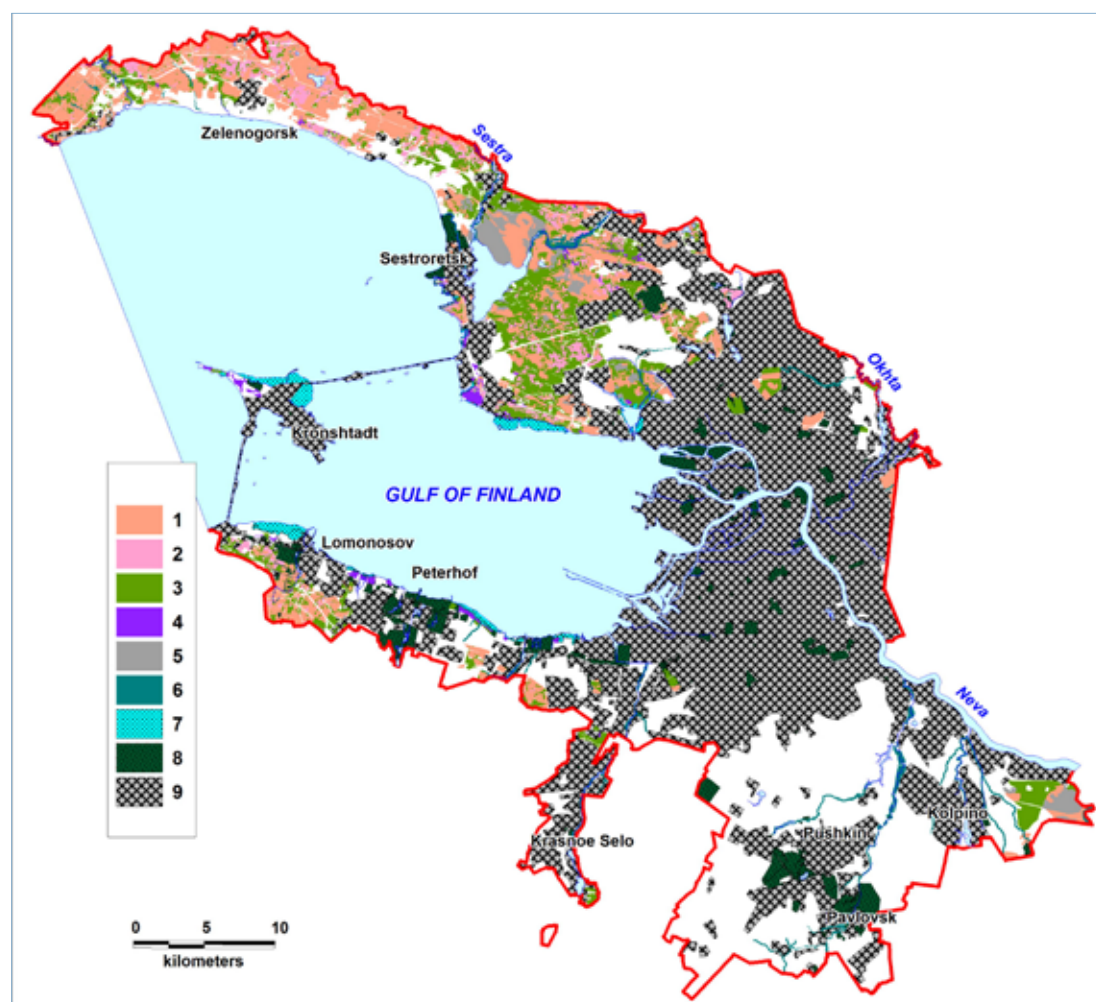 Zelenogorsk
Sestra
Sestroretsk
Okhta
Kronshtadt
GULF OF FINLAND
1
2
3
4
5
6
7
8
9
Lomonosov
Peterhof
Neva
Kolpino
Pushkin
Krasnoe Selo
Pavlovsk
0 5 10
kilometers